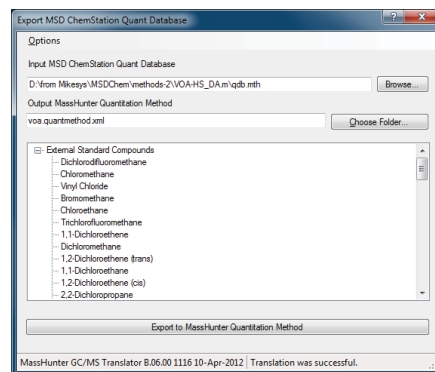 Export MSD ChemStation Quant Database
Options
Input MSD ChemStation Quant Database
D:\from Mikesys\MSDChem\methods-2\VOA-HS_DA.m\qdb.mth
Browse...
Output MassHunter Quantitation Method
voa.quantmethod.xml
Choose Folder...
External Standard Compounds
Dichlorodifluoromethane
Chloromethane
Vinyl Chloride
Bromomethane
Chloroethane
Trichlorofluoromethane
1,1-Dichloroethene
Dichloromethane
1,2-Dichloroethene (trans)
1,1-Dichloroethane
1,2-Dichloroethene (cis)
2,2-Dichloropropane
Export to MassHunter Quantitation Method
MassHunter GC/MS Translator B.06.00 1116 10-Apr-2012 Translation was successful.